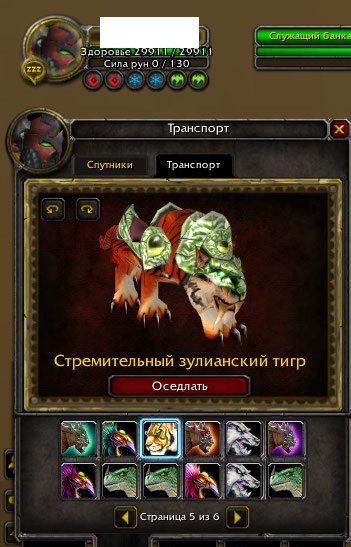 Здоровье 29911 / 29911
Сила рун 0 / 130
zzz
Служащий банка
Транспорт
Спутники
Транспорт
Стремительный зулианский тигр
Оседлать
Страница 5 из 6